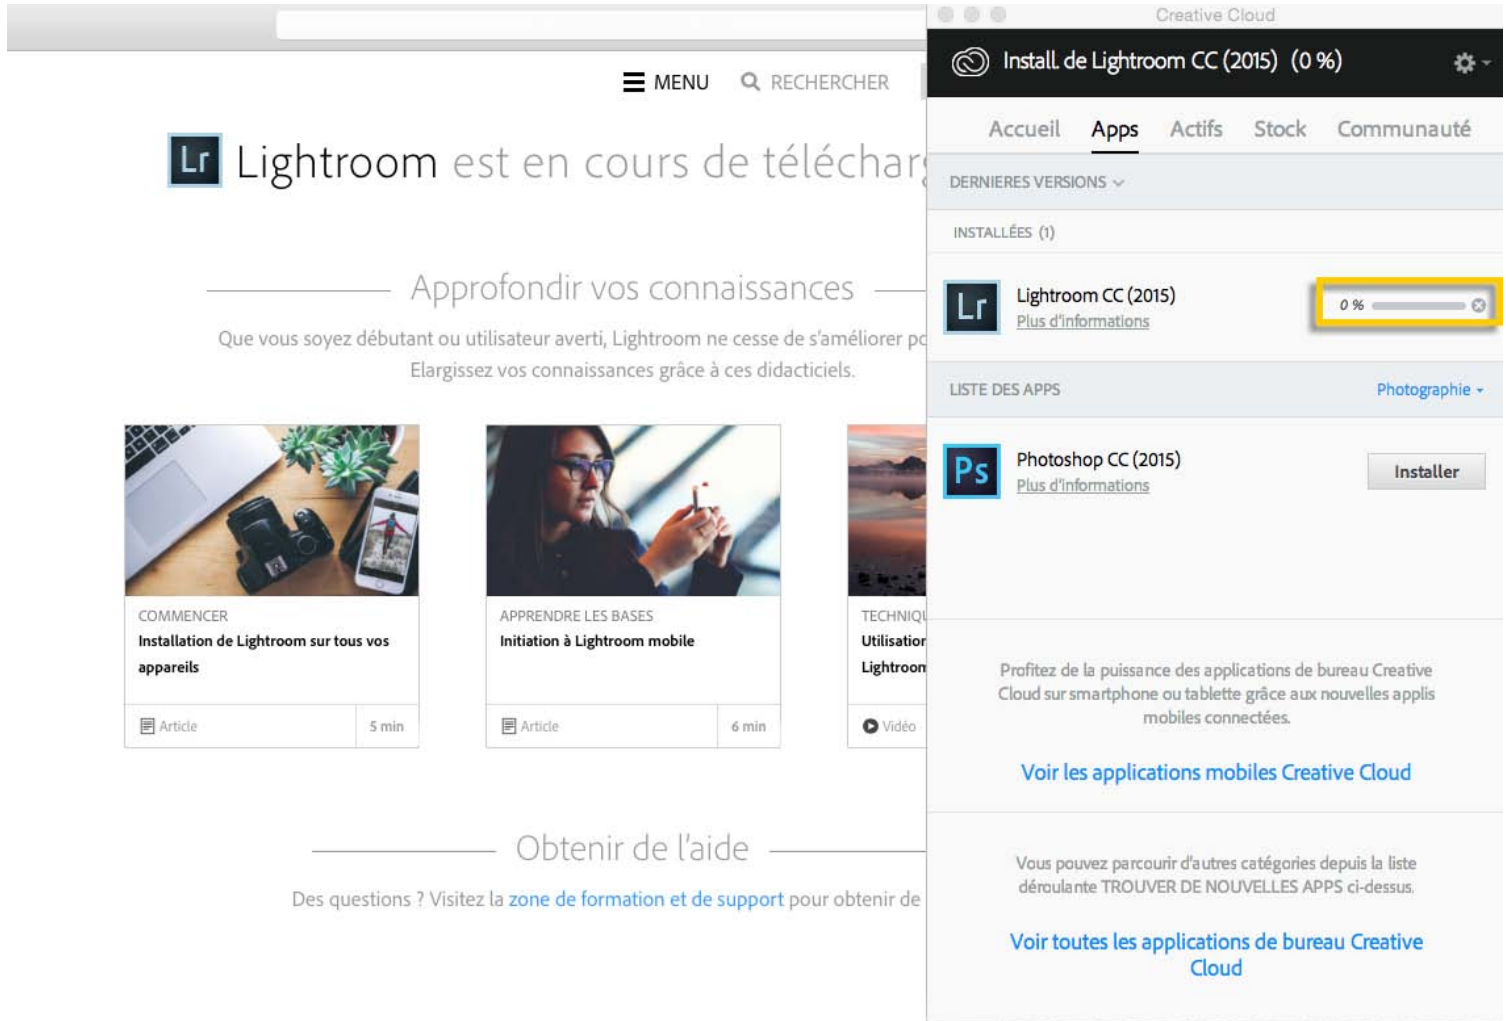 MENU
RECHERCHER
Lr Lightroom est en cours de téléchar
Approfondir vos connaissances
Que vous soyez débutant ou utilisateur averti, Lightroom ne cesse de s'améliorer po
Elargissez vos connaissances grâce à ces didacticiels.
COMMENCER
Installation de Lightroom sur tous vos
appareils
Article
5 min
APPRENDRE LES BASES
Initiation à Lightroom mobile
Article
6 min
TECHNIQU
Utilisation
Lightroom
Vidéo
Obtenir de l'aide
Des questions ? Visitez la zone de formation et de support pour obtenir de
Creative Cloud
Install. de Lightroom CC (2015) (0 %)
Accueil Apps Actifs Stock Communauté
DERNIERES VERSIONS
INSTALLÉES (1)
Lr
Lightroom CC (2015)
Plus d'informations
0 %
LISTE DES APPS
Photographie
Ps
Photoshop CC (2015)
Plus d'informations
Installer
Profitez de la puissance des applications de bureau Creative
Cloud sur smartphone ou tablette grâce aux nouvelles applis
mobiles connectées.
Voir les applications mobiles Creative Cloud
Vous pouvez parcourir d'autres catégories depuis la liste
déroulante TROUVER DE NOUVELLES APPS ci-dessus.
Voir toutes les applications de bureau Creative
Cloud